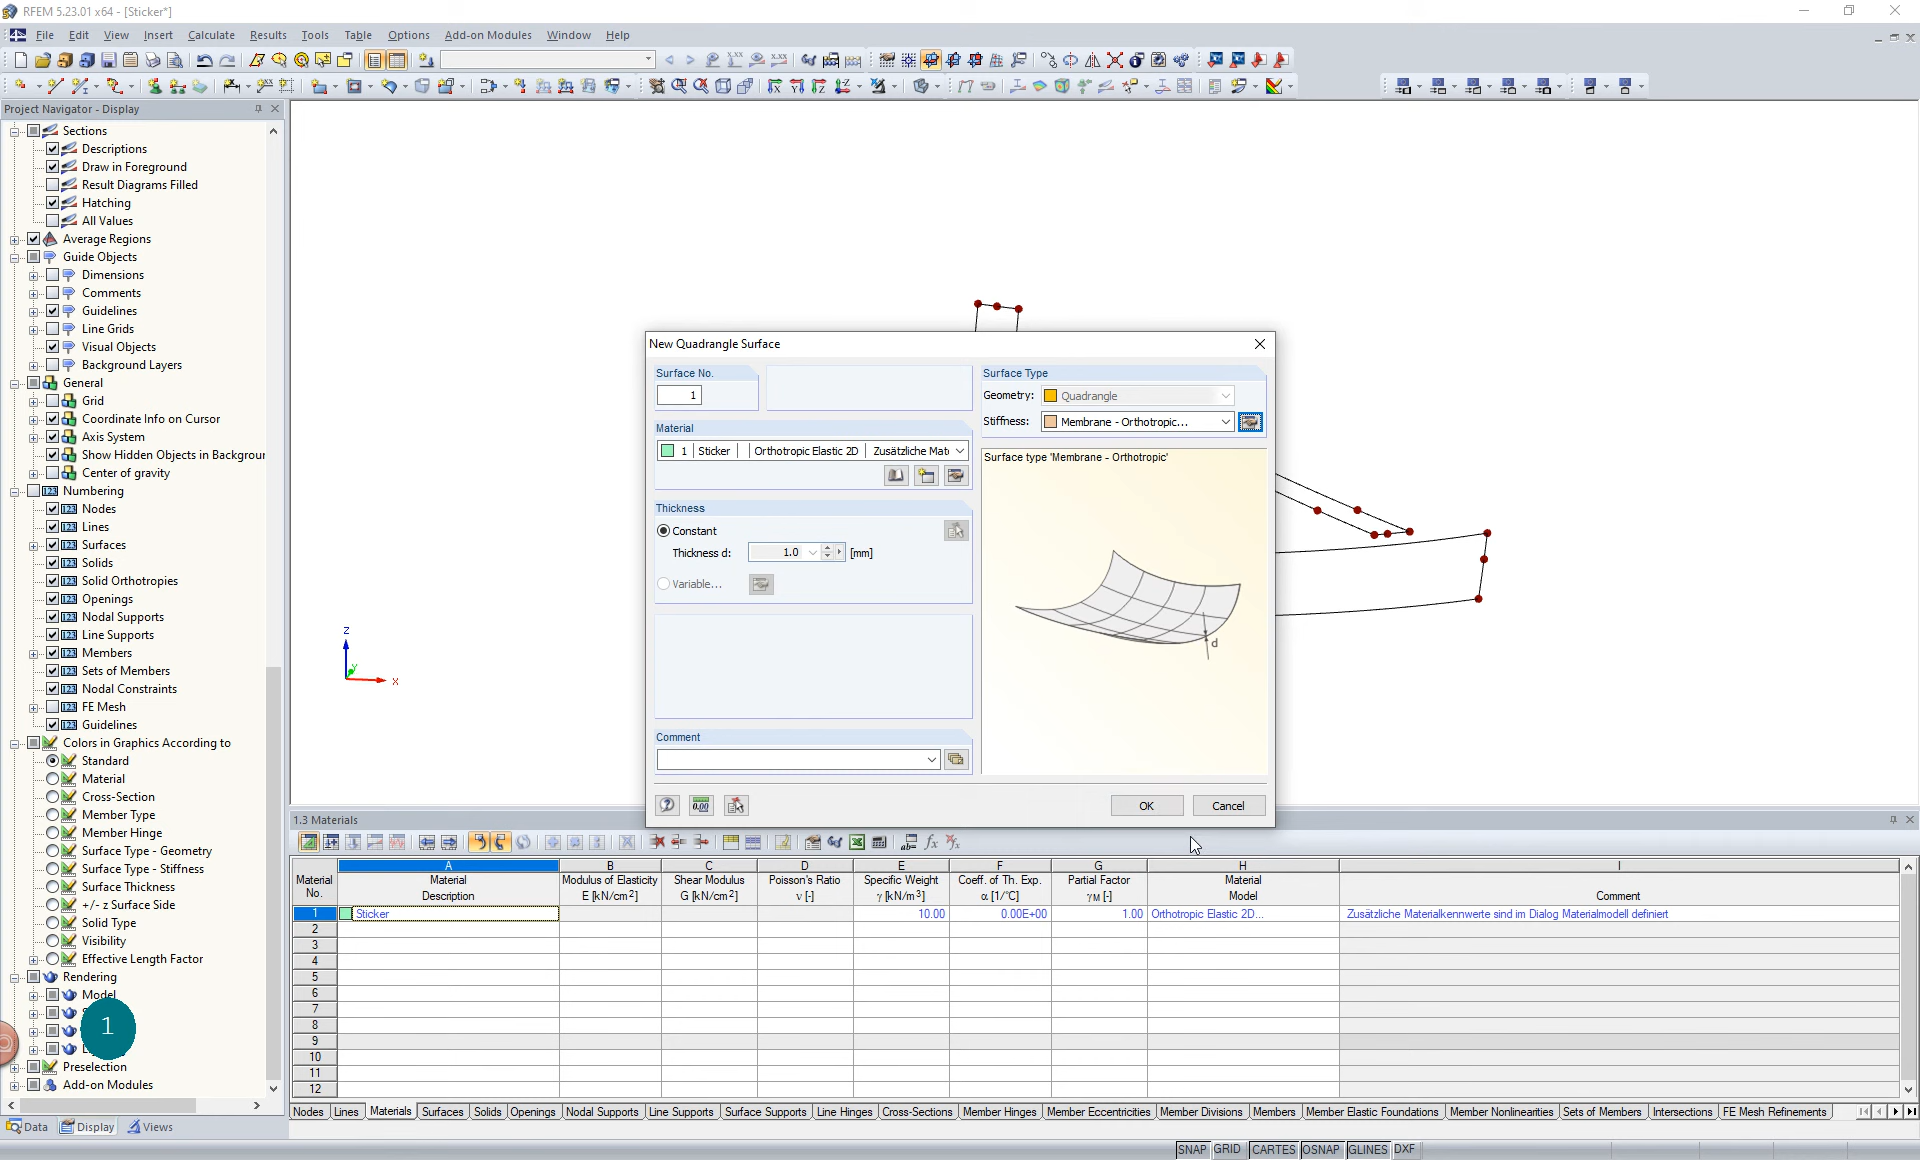 RFEM 5.23.01 x64 - [Sticker*]
File Edit View Insert Calculate Results Tools Table Options Add-on Modules Window Help
Project Navigator - Display
Sections
Descriptions
Draw in Foreground
Result Diagrams Filled
Hatching
All Values
Average Regions
Guide Objects
Dimensions
Comments
Guidelines
Line Grids
Visual Objects
Background Layers
General
Grid
Coordinate Info on Cursor
Axis System
Show Hidden Objects in Backgrour
Center of gravity
Numbering
Nodes
Lines
Surfaces
Solids
Solid Orthotropies
Openings
Nodal Supports
Line Supports
Members
Sets of Members
Nodal Constraints
FE Mesh
Guidelines
Colors in Graphics According to
Standard
Material
Cross-Section
Member Type
Member Hinge
Surface Type - Geometry
Surface Type - Stiffness
Surface Thickness
+/- z Surface Side
Solid Type
Visibility
Effective Length Factor
Rendering
Model
1
Preselection
Add-on Modules
Data Display Views
Z
Y
X
New Quadrangle Surface
Surface No.
1
Material
1 Sticker Orthotropic Elastic 2D Zusätzliche Mate
Thickness
Constant
Thickness d: 1.0 [mm]
Variable...
Comment
Surface Type
Geometry: Quadrangle
Stiffness: Membrane - Orthotropic...
Surface type 'Membrane - Orthotropic'
d
OK Cancel
1.3 Materials
A B C D E F G H I
Material Material Modulus of Elasticity Shear Modulus Poisson's Ratio Specific Weight Coeff. of Th. Exp. Partial Factor Material
No. Description E [kN/cm2] G [kN/cm2] ν [-] γ [kN/m3] α [1/°C] γM [-] Model Comment
1 Sticker 10.00 0.00E+00 1.00 Orthotropic Elastic 2D... Zusätzliche Materialkennwerte sind im Dialog Materialmodell definiert
2
3
4
5
6
7
8
9
10
11
12
Nodes Lines Materials Surfaces Solids Openings Nodal Supports Line Supports Surface Supports Line Hinges Cross-Sections Member Hinges Member Eccentricities Member Divisions Members Member Elastic Foundations Member Nonlinearities Sets of Members Intersections FE Mesh Refinements
SNAP GRID CARTES OSNAP GLINES DXF